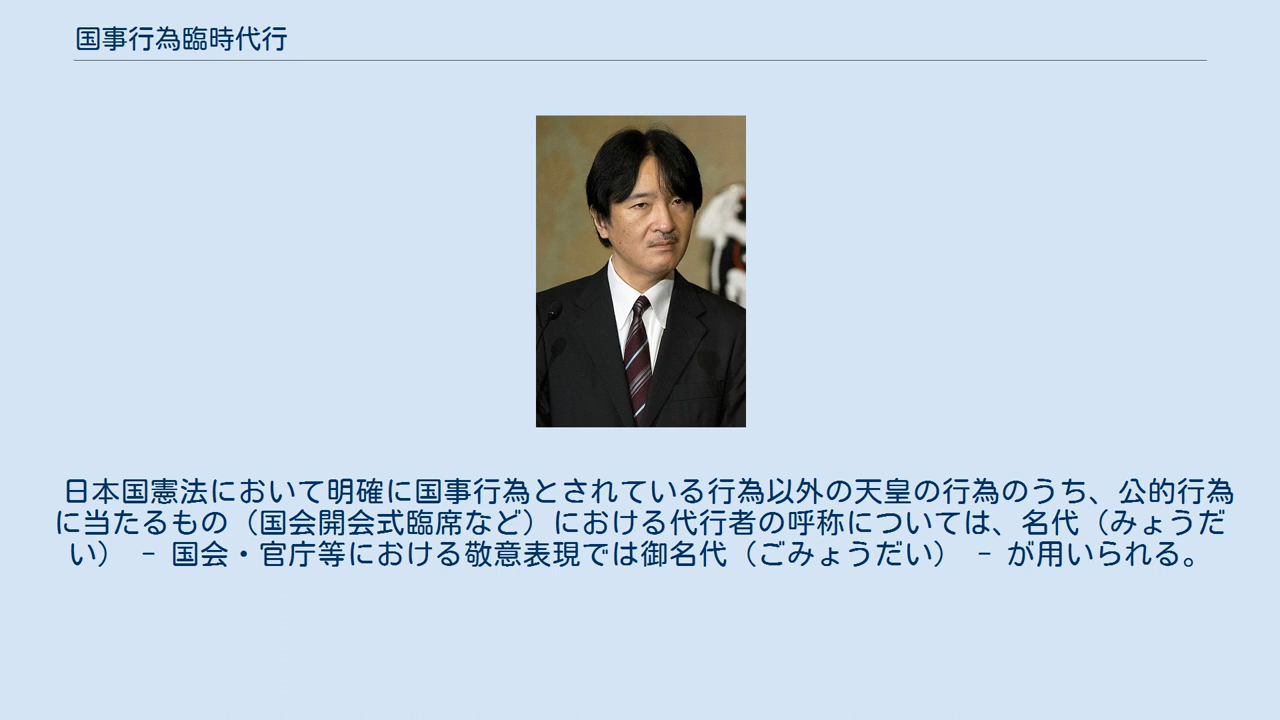 国事行為臨時代行
日本国憲法において明確に国事行為とされている行為以外の天皇の行為のうち、公的行為
に当たるもの（国会開会式臨席など）における代行者の呼称については、名代（みょうだ
い） － 国会・官庁等における敬意表現では御名代（ごみょうだい） － が用いられる。